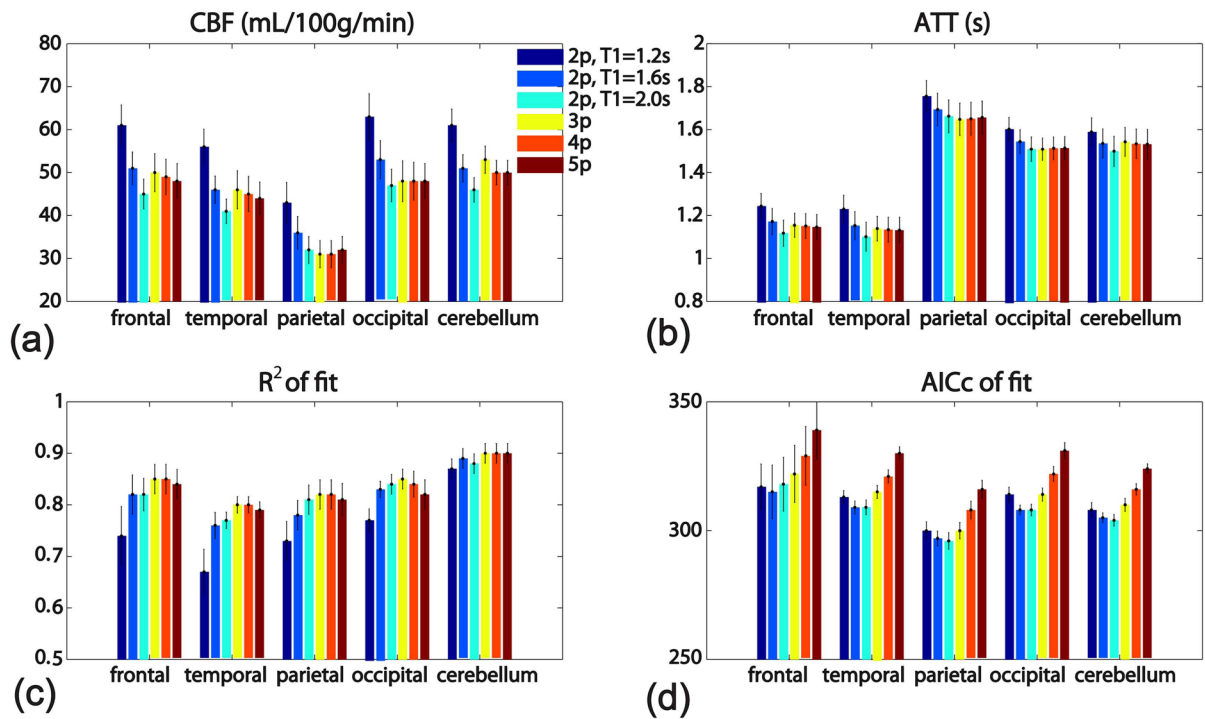 CBF (mL/100g/min)
80
70
60
50
40
30
20
2p, T1=1.2s
2p, T1=1.6s
2p, T1=2.0s
3p
4p
5p
frontal temporal parietal occipital cerebellum
(a)
ATT (s)
2
1.8
1.6
1.4
1.2
1
0.8
frontal temporal parietal occipital cerebellum
(b)
R² of fit
1
0.9
0.8
0.7
0.6
0.5
frontal temporal parietal occipital cerebellum
(c)
AICc of fit
350
300
250
frontal temporal parietal occipital cerebellum
(d)